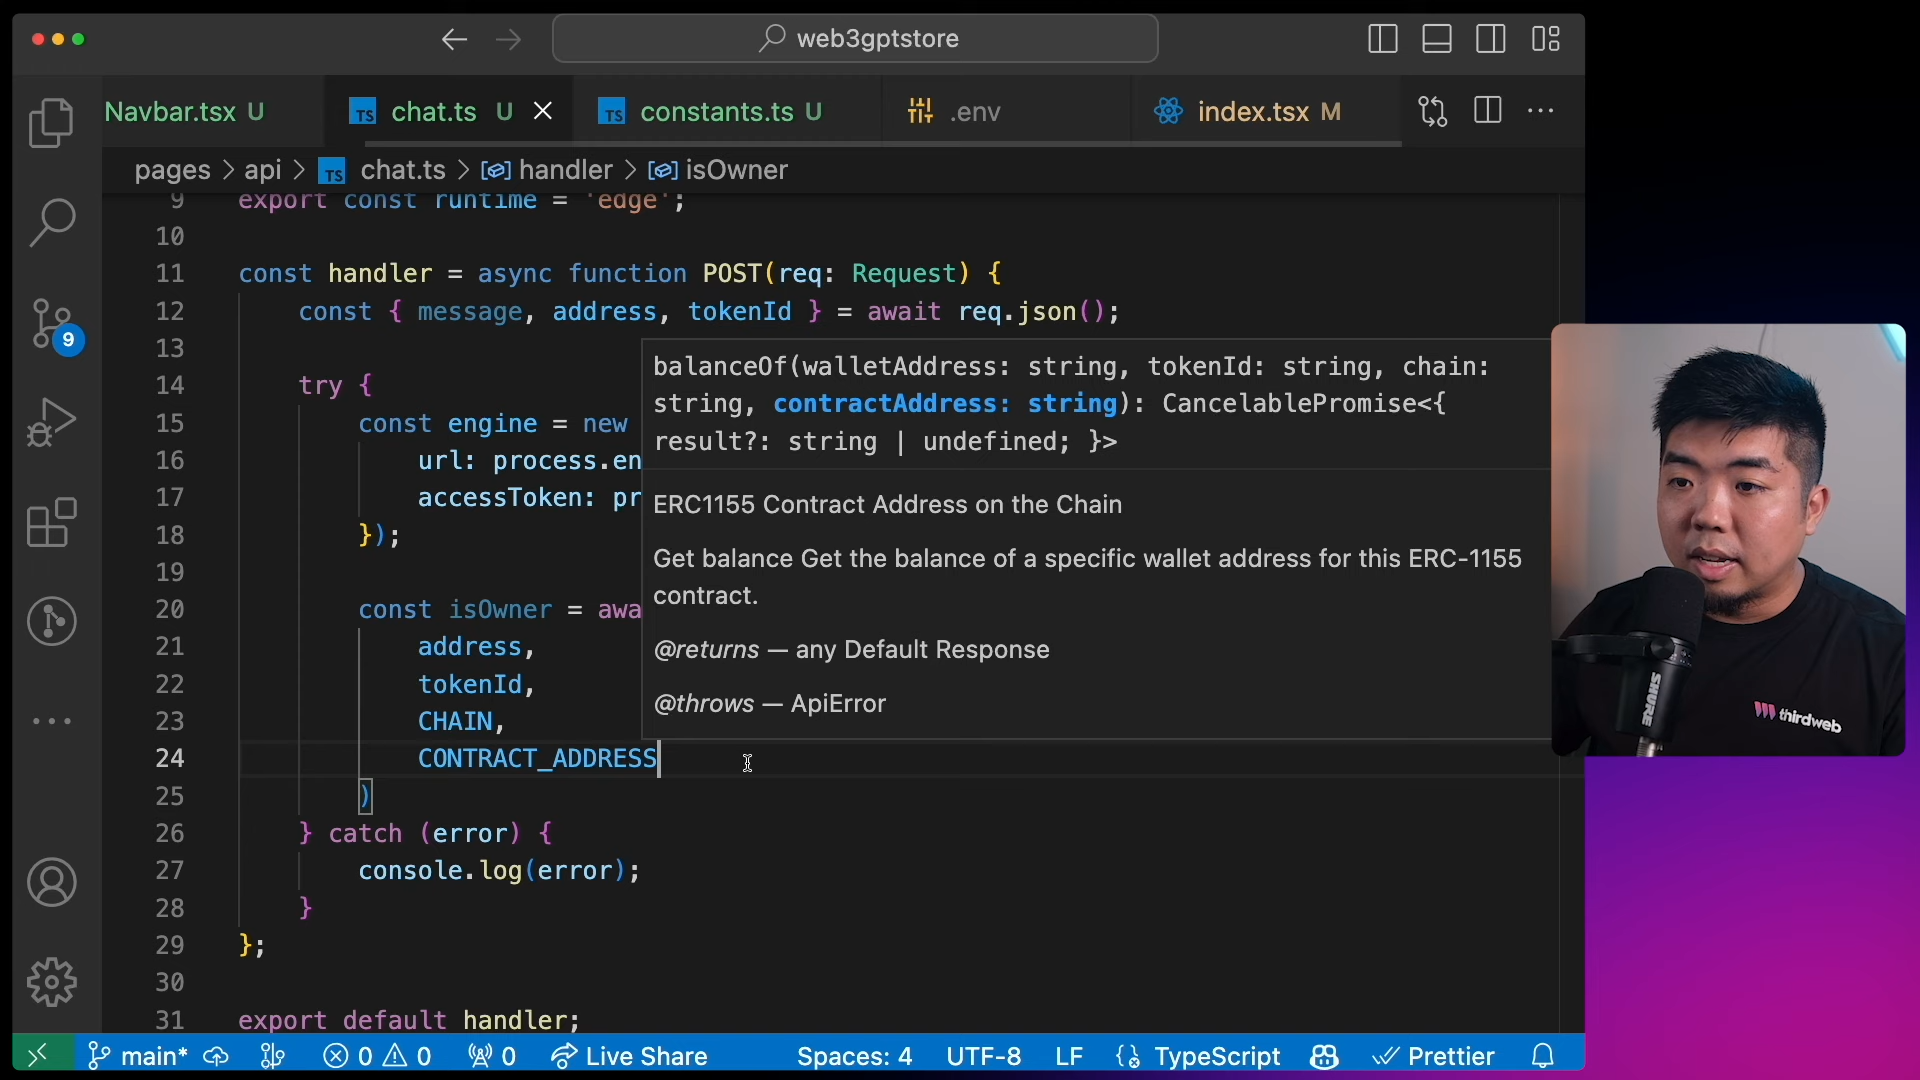 web3gptstore
Navbar.tsx U
TS chat.ts U
TS constants.ts U
.env
index.tsx M
pages > api > TS chat.ts > handler > isOwner
9 export const runtime = 'edge';
10
11 const handler = async function POST(req: Request) {
12 const { message, address, tokenId } = await req.json();
13
14 try {
15 const engine = new
16 url: process.en
17 accessToken: pr
18 });
19
20 const isOwner = awa
21 address,
22 tokenId,
23 CHAIN,
24 CONTRACT_ADDRESS
25 )
26 } catch (error) {
27 console.log(error);
28 }
29 };
30
31 export default handler;
balanceOf(walletAddress: string, tokenId: string, chain:
string, contractAddress: string): CancelablePromise<{
result?: string | undefined; }>
ERC1155 Contract Address on the Chain
Get balance Get the balance of a specific wallet address for this ERC-1155
contract.
@returns — any Default Response
@throws — ApiError
9
SHURE
thirdweb
main* 0 0 0 Live Share Spaces: 4 UTF-8 LF TypeScript Prettier